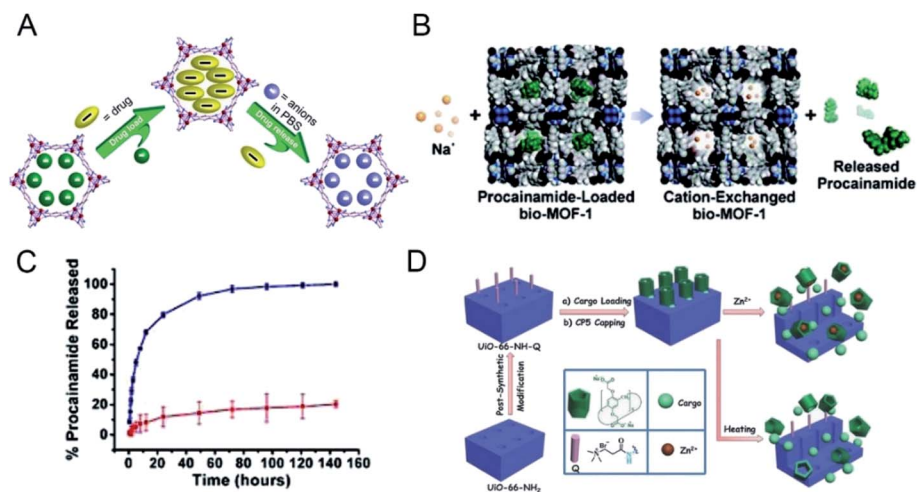 A
= drug
Drug load
= anions
in PBS
Drug release
B
Na⁺
+
Procainamide-Loaded
bio-MOF-1
Cation-Exchanged
bio-MOF-1
+
Released
Procainamide
C
% Procainamide Released
100
80
60
40
20
0
0 20 40 60 80 100 120 140 160
Time (hours)
D
UiO-66-NH-Q
a) Cargo Loading
b) CP5 Capping
Zn²⁺
Post-Synthetic
Modification
Cargo
Q
Br⁻
Zn²⁺
Heating
UiO-66-NH₂